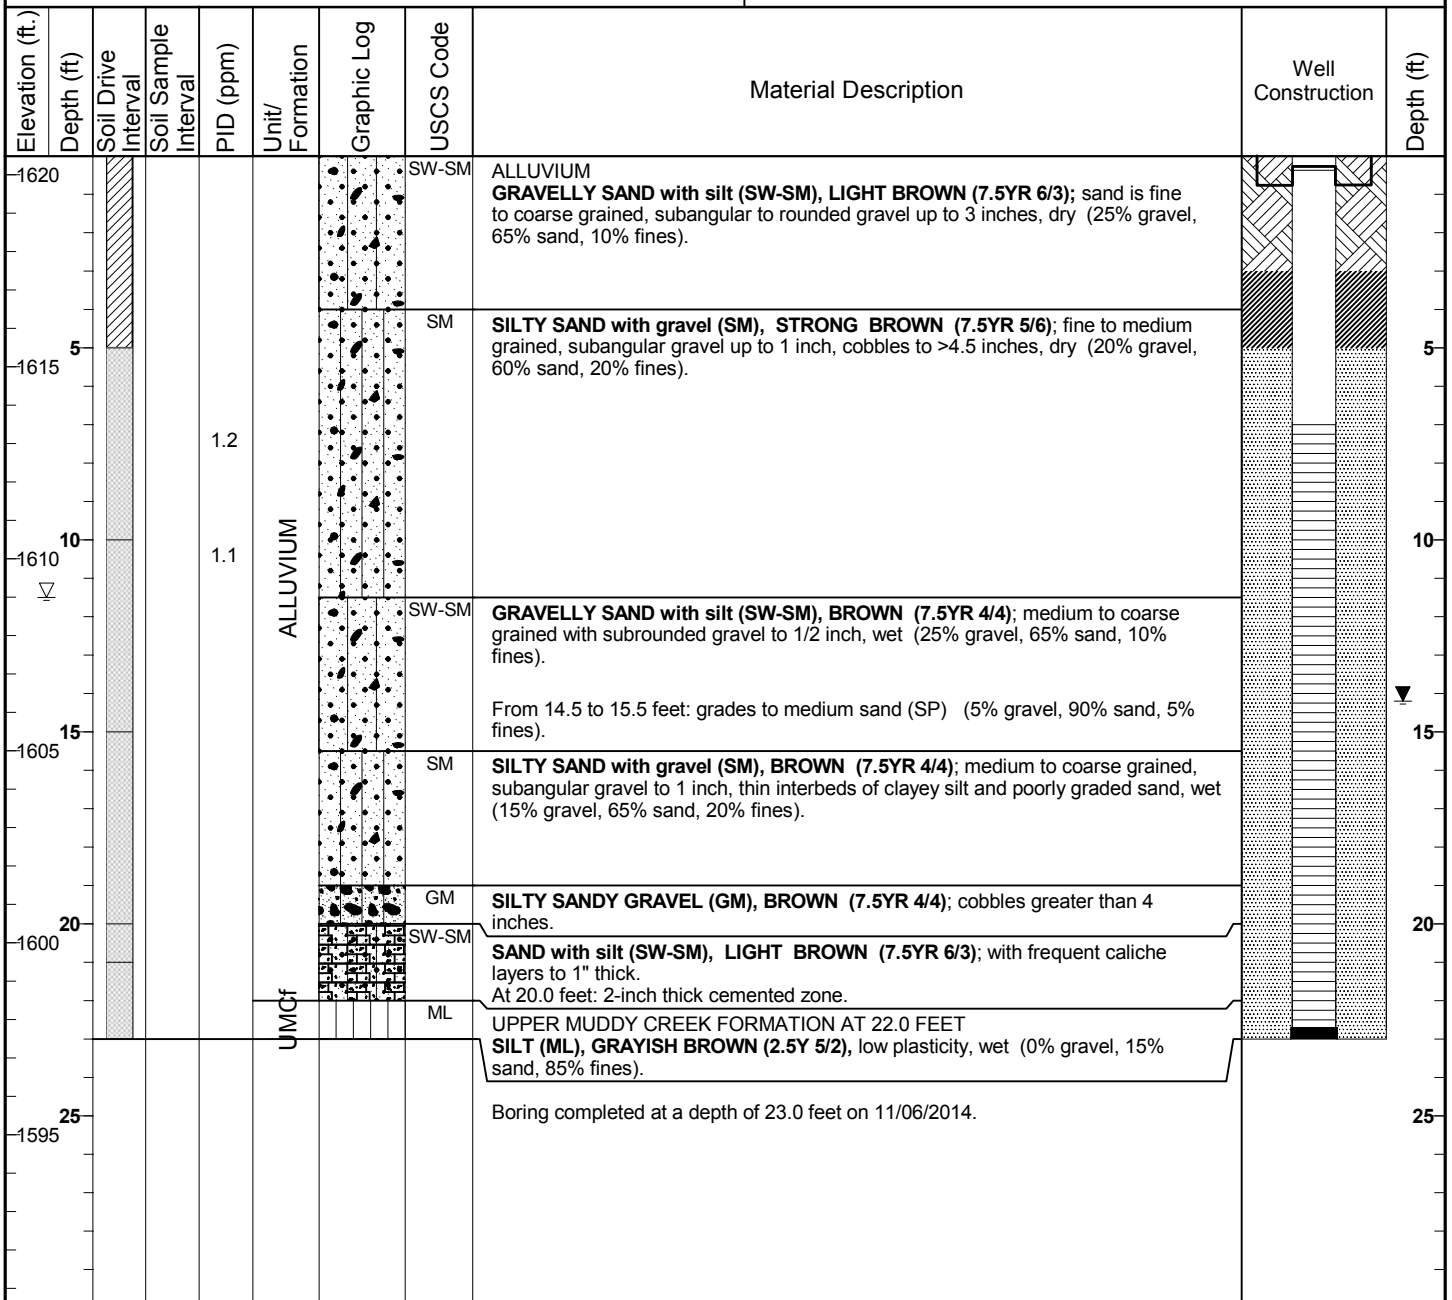 Elevation (ft.)
Depth (ft)
Soil Drive
Interval
Soil Sample
Interval
PID (ppm)
Unit/
Formation
Graphic Log
USCS Code
Material Description
Well
Construction
Depth (ft)
1620
SW-SM
ALLUVIUM
GRAVELLY SAND with silt (SW-SM), LIGHT BROWN (7.5YR 6/3); sand is fine
to coarse grained, subangular to rounded gravel up to 3 inches, dry (25% gravel,
65% sand, 10% fines).
SM
SILTY SAND with gravel (SM), STRONG BROWN (7.5YR 5/6); fine to medium
grained, subangular gravel up to 1 inch, cobbles to >4.5 inches, dry (20% gravel,
60% sand, 20% fines).
5
5
1615
1.2
10
10
1610
1.1
ALLUVIUM
SW-SM
GRAVELLY SAND with silt (SW-SM), BROWN (7.5YR 4/4); medium to coarse
grained with subrounded gravel to 1/2 inch, wet (25% gravel, 65% sand, 10%
fines).
From 14.5 to 15.5 feet: grades to medium sand (SP) (5% gravel, 90% sand, 5%
fines).
15
15
1605
SM
SILTY SAND with gravel (SM), BROWN (7.5YR 4/4); medium to coarse grained,
subangular gravel to 1 inch, thin interbeds of clayey silt and poorly graded sand, wet
(15% gravel, 65% sand, 20% fines).
GM
SILTY SANDY GRAVEL (GM), BROWN (7.5YR 4/4); cobbles greater than 4
inches.
20
20
1600
SW-SM
SAND with silt (SW-SM), LIGHT BROWN (7.5YR 6/3); with frequent caliche
layers to 1" thick.
At 20.0 feet: 2-inch thick cemented zone.
UMCf
ML
UPPER MUDDY CREEK FORMATION AT 22.0 FEET
SILT (ML), GRAYISH BROWN (2.5Y 5/2), low plasticity, wet (0% gravel, 15%
sand, 85% fines).
Boring completed at a depth of 23.0 feet on 11/06/2014.
25
25
1595